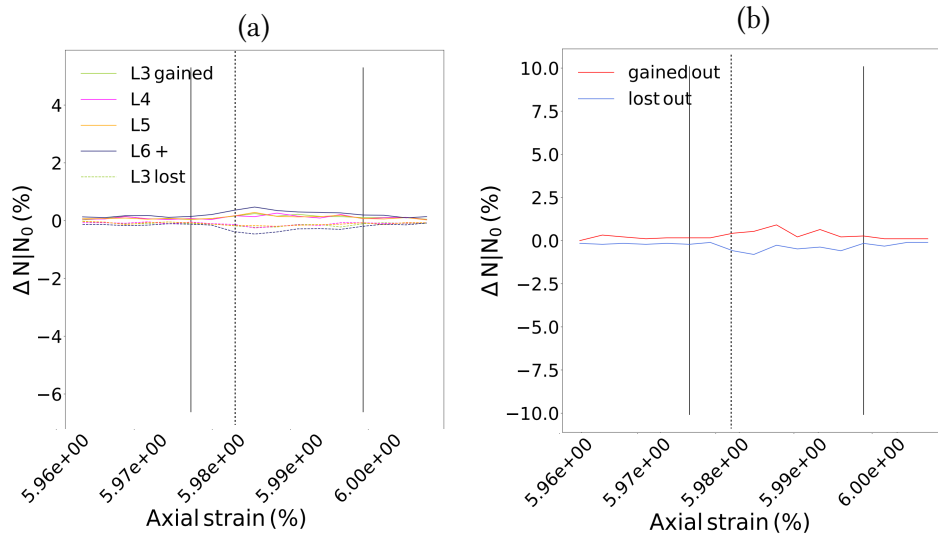 (a)
L3 gained
L4
L5
L6 +
L3 lost
4
2
0
−2
−4
−6
Δ N|N₀ (%)
5.96e+00
5.97e+00
5.98e+00
5.99e+00
6.00e+00
Axial strain (%)
(b)
gained out
lost out
10.0
7.5
5.0
2.5
0.0
−2.5
−5.0
−7.5
−10.0
Δ N|N₀ (%)
5.96e+00
5.97e+00
5.98e+00
5.99e+00
6.00e+00
Axial strain (%)